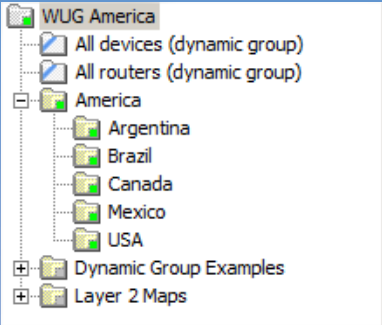 WUG America
All devices (dynamic group)
All routers (dynamic group)
America
Argentina
Brazil
Canada
Mexico
USA
Dynamic Group Examples
Layer 2 Maps